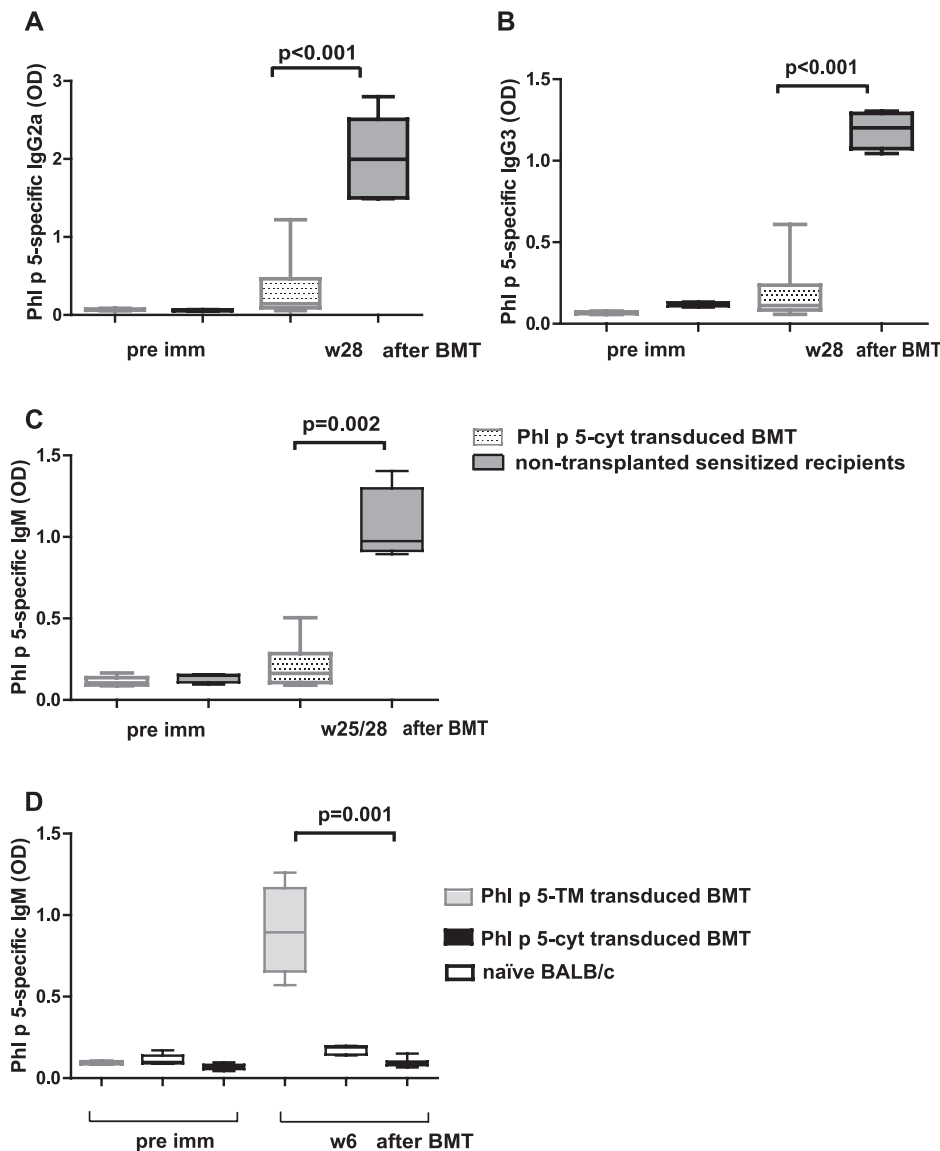 A
p<0.001
Phl p 5-specific IgG2a (OD)
3
2
1
0
pre imm
w28 after BMT
B
p<0.001
Phl p 5-specific IgG3 (OD)
1.5
1.0
0.5
0.0
pre imm
w28 after BMT
C
p=0.002
Phl p 5-specific IgM (OD)
1.5
1.0
0.5
0.0
pre imm
w25/28 after BMT
Phl p 5-cyt transduced BMT
non-transplanted sensitized recipients
D
p=0.001
Phl p 5-specific IgM (OD)
1.5
1.0
0.5
0.0
pre imm
w6 after BMT
Phl p 5-TM transduced BMT
Phl p 5-cyt transduced BMT
naïve BALB/c